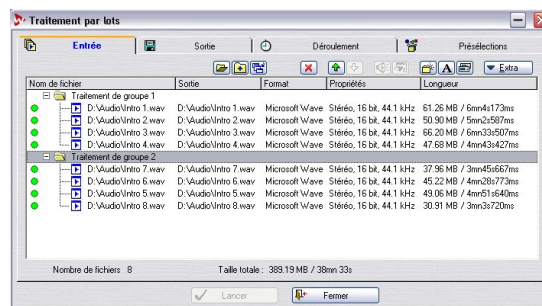 Traitement par lots
Entrée Sortie Déroulement Présélections
A Extra
Nom de fichier Sortie Format Propriétés Longueur
Traitement de groupe 1
D:\Audio\Intro 1.wav D:\Audio\Intro 1.wav Microsoft Wave Stéréo, 16 bit, 44.1 kHz 61.26 MB / 6mn4s173ms
D:\Audio\Intro 2.wav D:\Audio\Intro 2.wav Microsoft Wave Stéréo, 16 bit, 44.1 kHz 50.90 MB / 5mn2s587ms
D:\Audio\Intro 3.wav D:\Audio\Intro 3.wav Microsoft Wave Stéréo, 16 bit, 44.1 kHz 66.20 MB / 6mn33s507ms
D:\Audio\Intro 4.wav D:\Audio\Intro 4.wav Microsoft Wave Stéréo, 16 bit, 44.1 kHz 47.68 MB / 4mn43s427ms
Traitement de groupe 2
D:\Audio\Intro 7.wav D:\Audio\Intro 7.wav Microsoft Wave Stéréo, 16 bit, 44.1 kHz 37.96 MB / 3mn45s667ms
D:\Audio\Intro 6.wav D:\Audio\Intro 6.wav Microsoft Wave Stéréo, 16 bit, 44.1 kHz 45.22 MB / 4mn28s773ms
D:\Audio\Intro 5.wav D:\Audio\Intro 5.wav Microsoft Wave Stéréo, 16 bit, 44.1 kHz 49.06 MB / 4mn51s640ms
D:\Audio\Intro 8.wav D:\Audio\Intro 8.wav Microsoft Wave Stéréo, 16 bit, 44.1 kHz 30.91 MB / 3mn3s720ms
Nombre de fichiers 8 Taille totale : 389.19 MB / 38mn 33s
Lancer Fermer